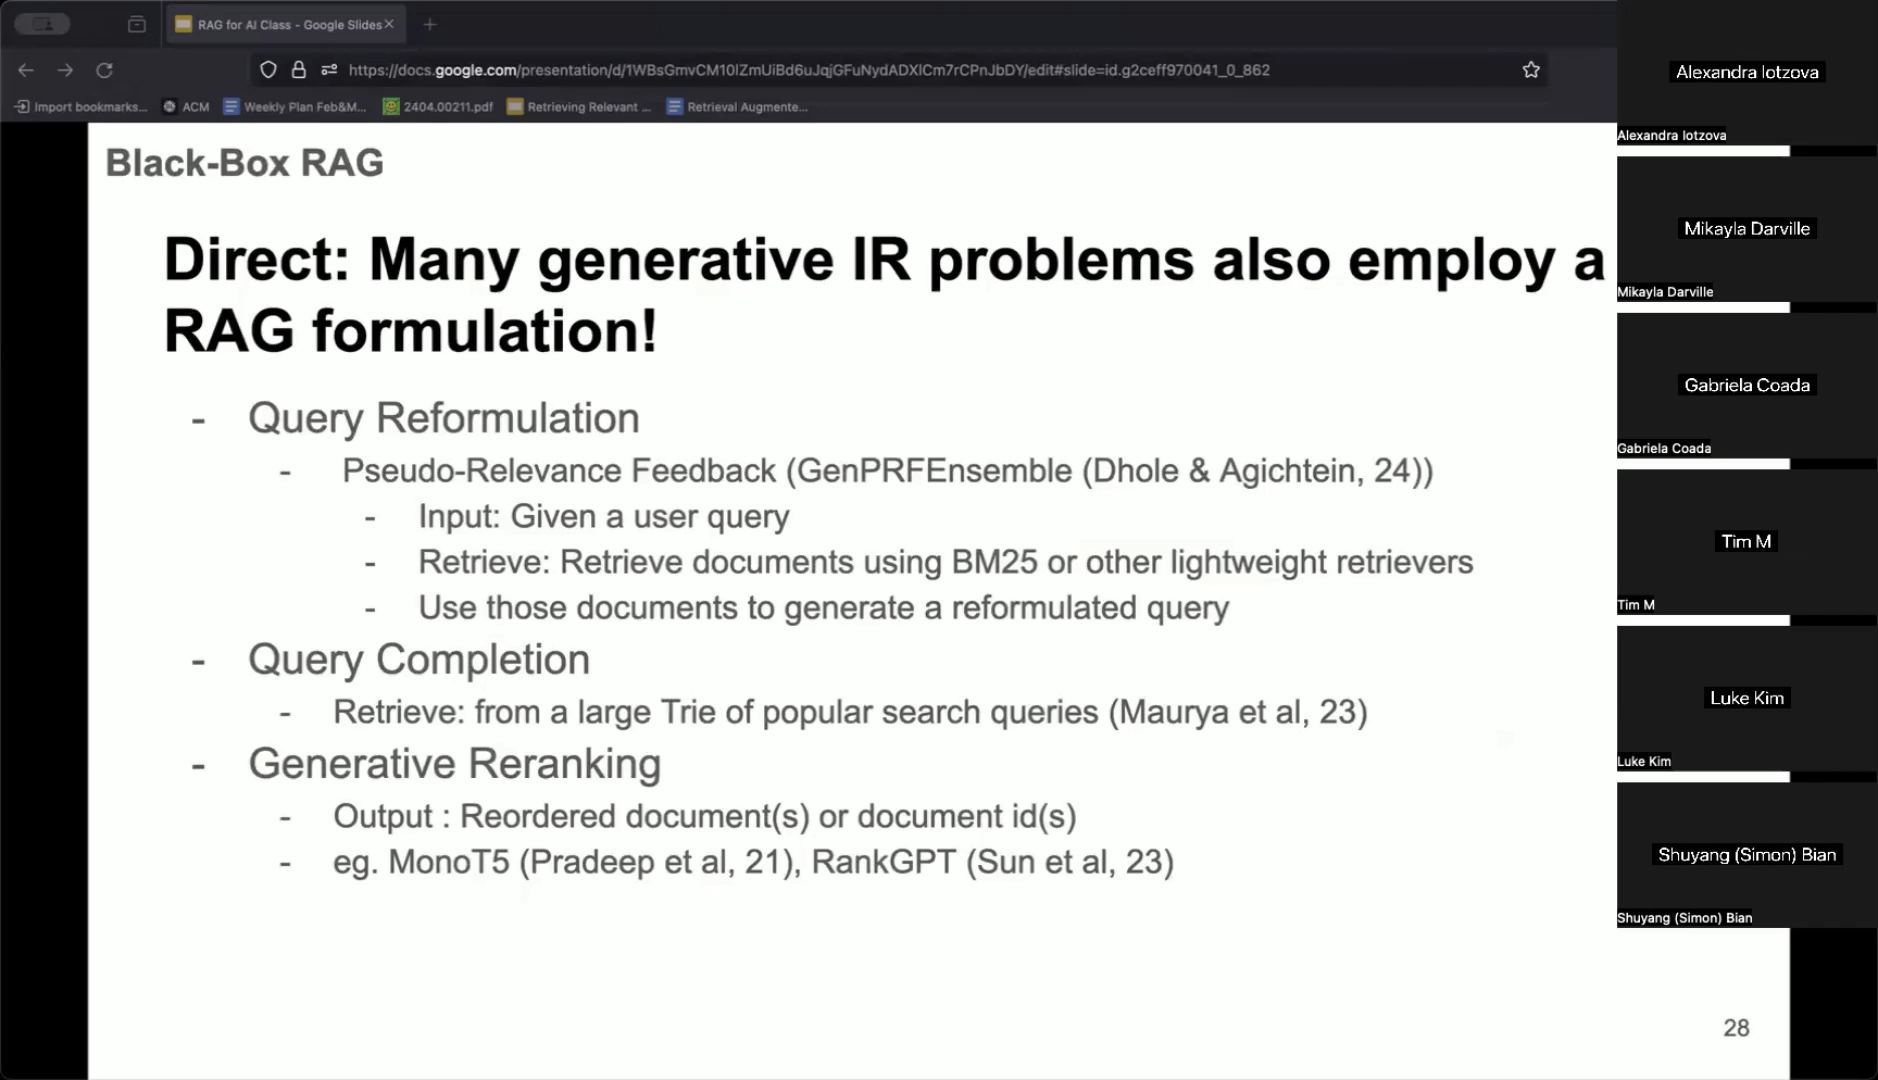 RAG for AI Class - Google Slides
https://docs.google.com/presentation/d/1WBsGmvCM10lZmUiBd6uJqjGFuNydADXlCm7rCPnJbDY/edit#slide=id.g2ceff970041_0_862
Import bookmarks... ACM Weekly Plan Feb&M... 2404.00211.pdf Retrieving Relevant ... Retrieval Augmente...
Black-Box RAG
Direct: Many generative IR problems also employ a
RAG formulation!
- Query Reformulation
- Pseudo-Relevance Feedback (GenPRFEnsemble (Dhole & Agichtein, 24))
- Input: Given a user query
- Retrieve: Retrieve documents using BM25 or other lightweight retrievers
- Use those documents to generate a reformulated query
- Query Completion
- Retrieve: from a large Trie of popular search queries (Maurya et al, 23)
- Generative Reranking
- Output : Reordered document(s) or document id(s)
- eg. MonoT5 (Pradeep et al, 21), RankGPT (Sun et al, 23)
28
Alexandra Iotzova
Alexandra Iotzova
Mikayla Darville
Mikayla Darville
Gabriela Coada
Gabriela Coada
Tim M
Tim M
Luke Kim
Luke Kim
Shuyang (Simon) Bian
Shuyang (Simon) Bian